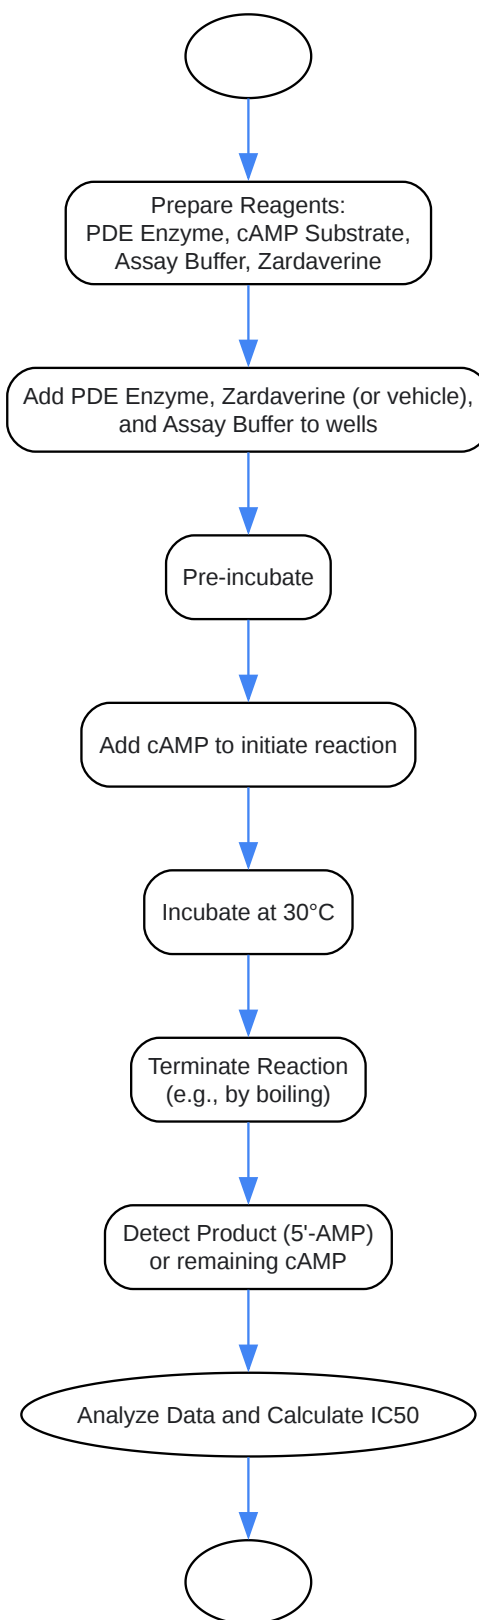 Prepare Reagents:
PDE Enzyme, cAMP Substrate,
Assay Buffer, Zardaverine
Add PDE Enzyme, Zardaverine (or vehicle),
and Assay Buffer to wells
Pre-incubate
Add cAMP to initiate reaction
Incubate at 30°C
Terminate Reaction
(e.g., by boiling)
Detect Product (5'-AMP)
or remaining cAMP
Analyze Data and Calculate IC50